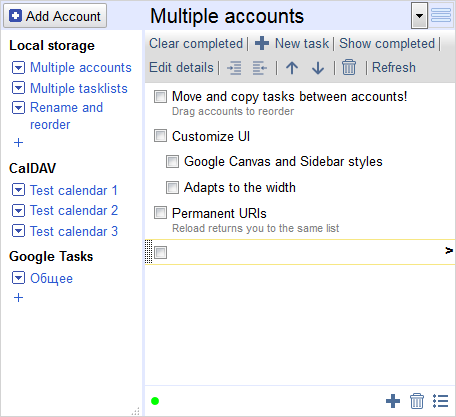 Add Account
Multiple accounts
Local storage
Multiple accounts
Multiple tasklists
Rename and
reorder
+
CalDAV
Test calendar 1
Test calendar 2
Test calendar 3
Google Tasks
Общее
+
Clear completed | New task | Show completed |
Edit details | | | | Refresh
Move and copy tasks between accounts!
Drag accounts to reorder
Customize UI
Google Canvas and Sidebar styles
Adapts to the width
Permanent URIs
Reload returns you to the same list
>